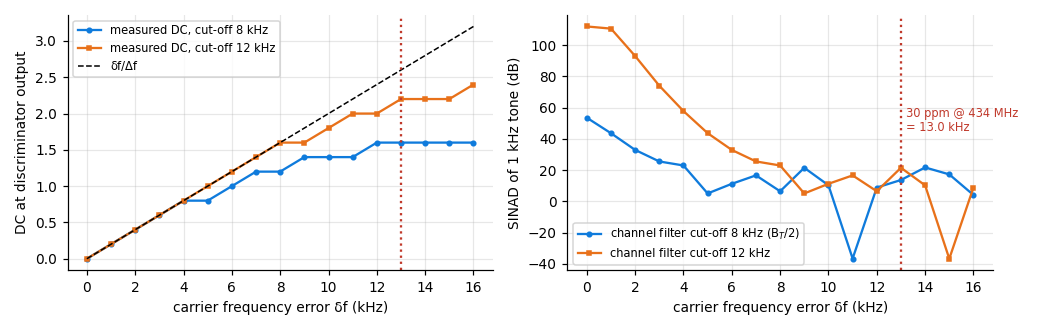 DC at discriminator output
3.0
2.5
2.0
1.5
1.0
0.5
0.0
measured DC, cut-off 8 kHz
measured DC, cut-off 12 kHz
δf/Δf
0 2 4 6 8 10 12 14 16
carrier frequency error δf (kHz)
SINAD of 1 kHz tone (dB)
100
80
60
40
20
0
−20
−40
30 ppm @ 434 MHz
= 13.0 kHz
channel filter cut-off 8 kHz (B_T/2)
channel filter cut-off 12 kHz
0 2 4 6 8 10 12 14 16
carrier frequency error δf (kHz)